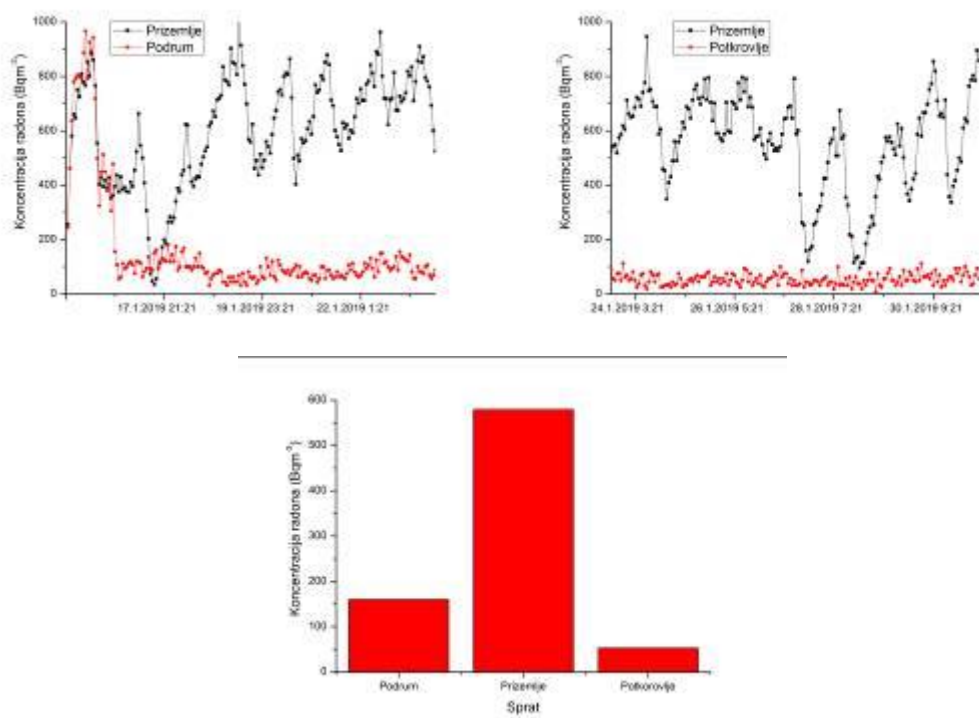 Prizemlje
Podrum
Koncentracija radona (Bqm⁻³)
1000
800
600
400
200
0
17.1.2019 21:21
19.1.2019 23:21
22.1.2019 1:21
Prizemlje
Potkrovlje
Koncentracija radona (Bqm⁻³)
1000
800
600
400
200
0
24.1.2019 3:21
26.1.2019 5:21
28.1.2019 7:21
30.1.2019 9:21
Koncentracija radona (Bqm⁻³)
600
500
400
300
200
100
0
Podrum
Prizemlje
Potkorovlje
Sprat